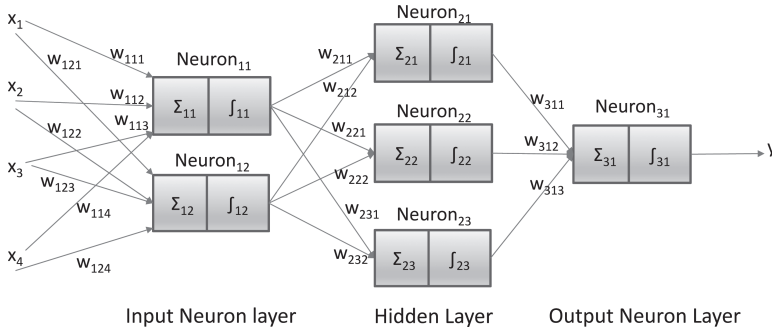 x1
x2
x3
x4
w111
w121
w112
w113
w122
w123
w114
w124
Neuron11
Σ11 ∫11
Neuron12
Σ12 ∫12
w211
w212
w221
w222
w231
w232
Neuron21
Σ21 ∫21
Neuron22
Σ22 ∫22
Neuron23
Σ23 ∫23
w311
w312
w313
Neuron31
Σ31 ∫31
y
Input Neuron layer
Hidden Layer
Output Neuron Layer